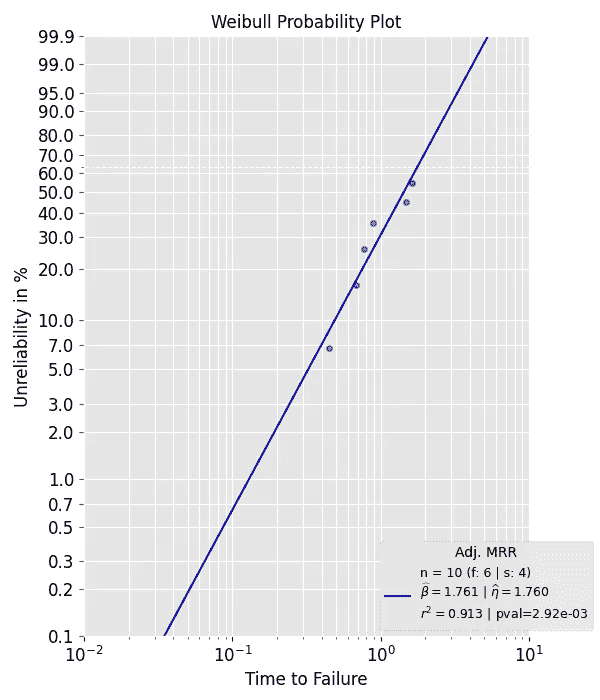 Weibull Probability Plot
99.9
99.0
95.0
90.0
80.0
70.0
60.0
50.0
40.0
30.0
20.0
10.0
7.0
5.0
3.0
2.0
1.0
0.7
0.5
0.3
0.2
0.1
Unreliability in %
Adj. MRR
n = 10 (f: 6 | s: 4)
β̂ = 1.761 | η̂ = 1.760
r² = 0.913 | pval=2.92e-03
10⁻² 10⁻¹ 10⁰ 10¹
Time to Failure